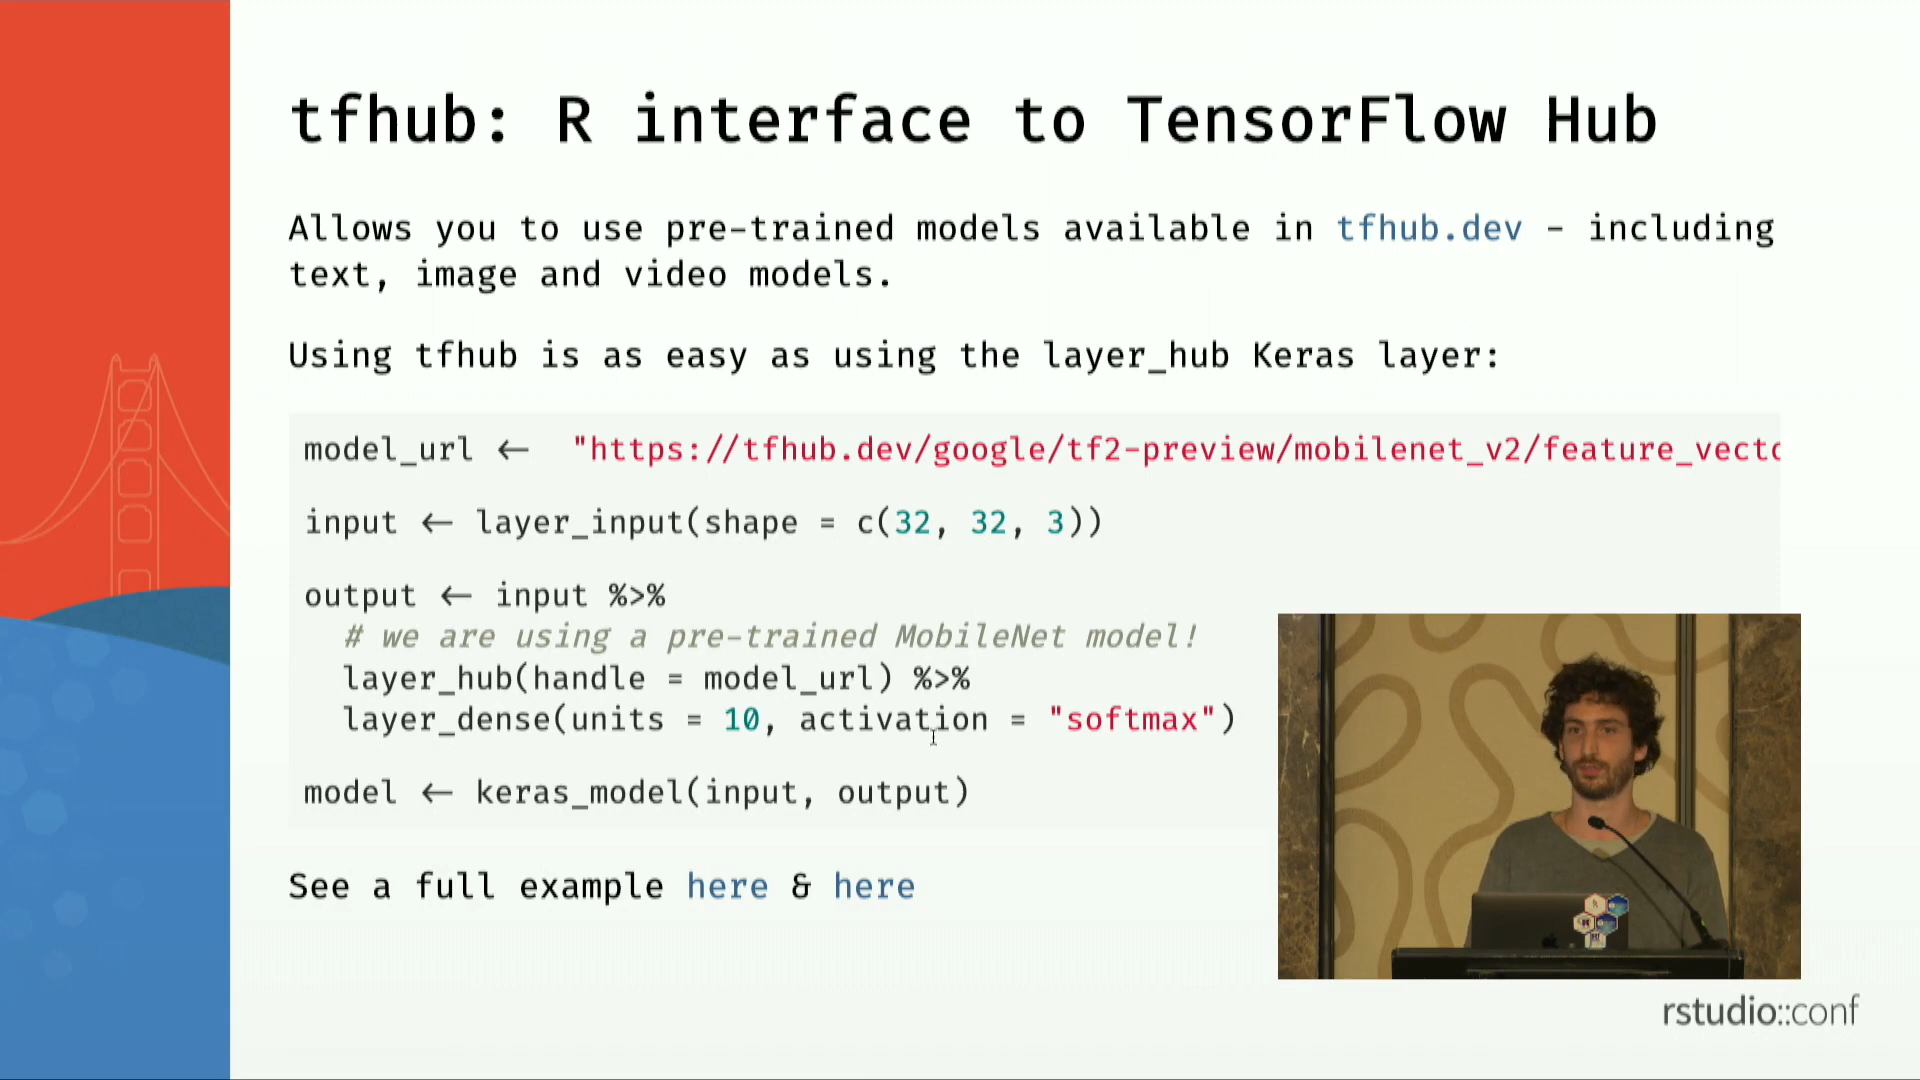 tfhub: R interface to TensorFlow Hub
Allows you to use pre-trained models available in tfhub.dev - including
text, image and video models.
Using tfhub is as easy as using the layer_hub Keras layer:
model_url <-  "https://tfhub.dev/google/tf2-preview/mobilenet_v2/feature_vecto
input <- layer_input(shape = c(32, 32, 3))
output <- input %>%
# we are using a pre-trained MobileNet model!
layer_hub(handle = model_url) %>%
layer_dense(units = 10, activation = "softmax")
model <- keras_model(input, output)
See a full example here & here
rstudio::conf